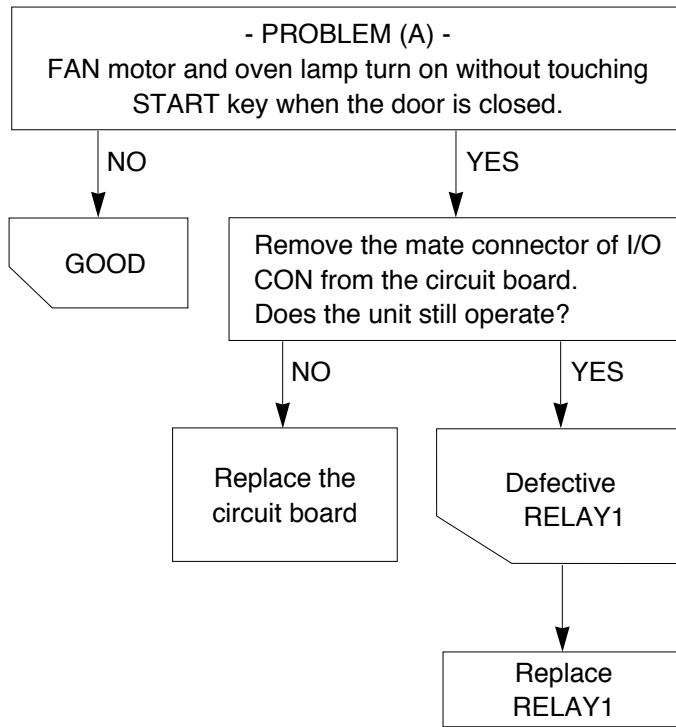 - PROBLEM (A) -
FAN motor and oven lamp turn on without touching
START key when the door is closed.
NO
YES
GOOD
Remove the mate connector of I/O
CON from the circuit board.
Does the unit still operate?
NO
YES
Replace the
circuit board
Defective
RELAY1
Replace
RELAY1